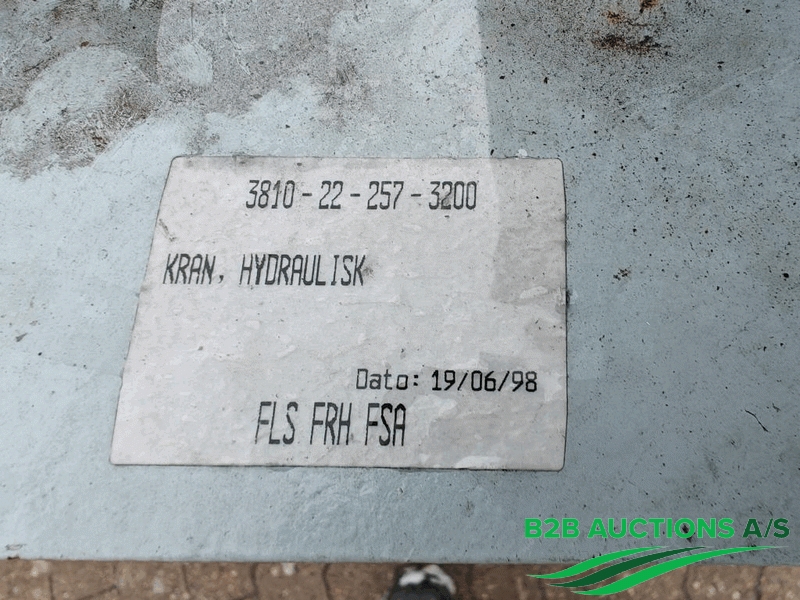 3810-22-257-3200
KRAN, HYDRAULISK
Dato: 19/06/98
FLS FRH FSA
B2B AUCTIONS A/S